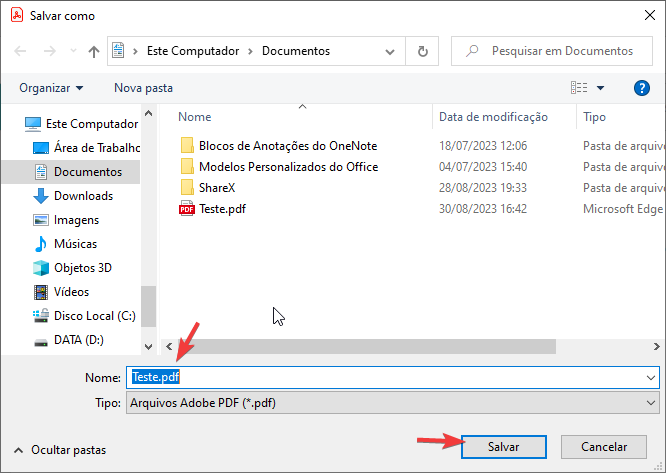 Salvar como
Este Computador > Documentos
Pesquisar em Documentos
Organizar
Nova pasta
Este Computador
Área de Trabalho
Documentos
Downloads
Imagens
Músicas
Objetos 3D
Vídeos
Disco Local (C:)
DATA (D:)
Nome Data de modificação Tipo
Blocos de Anotações do OneNote 18/07/2023 12:06 Pasta de arquivo
Modelos Personalizados do Office 04/07/2023 15:40 Pasta de arquivo
ShareX 28/08/2023 19:33 Pasta de arquivo
PDF Teste.pdf 30/08/2023 16:42 Microsoft Edge
Nome: Teste.pdf
Tipo: Arquivos Adobe PDF (*.pdf)
Ocultar pastas
Salvar
Cancelar